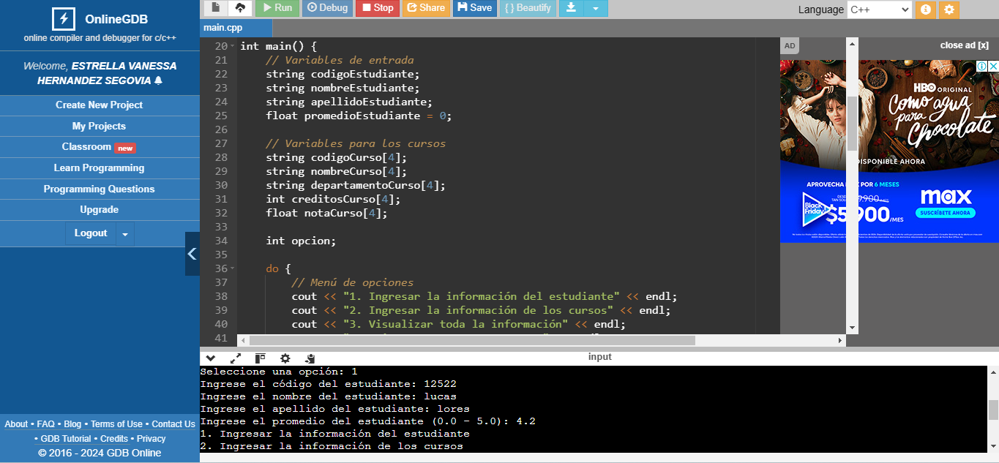 OnlineGDB
online compiler and debugger for c/c++
Welcome, ESTRELLA VANESSA
HERNANDEZ SEGOVIA
Create New Project
My Projects
Classroom new
Learn Programming
Programming Questions
Upgrade
Logout
About • FAQ • Blog • Terms of Use • Contact Us
• GDB Tutorial • Credits • Privacy
© 2016 - 2024 GDB Online
Run Debug Stop Share Save { } Beautify
Language C++
main.cpp
20 int main() {
21 // Variables de entrada
22 string codigoEstudiante;
23 string nombreEstudiante;
24 string apellidoEstudiante;
25 float promedioEstudiante = 0;
26
27 // Variables para los cursos
28 string codigoCurso[4];
29 string nombreCurso[4];
30 string departamentoCurso[4];
31 int creditosCurso[4];
32 float notaCurso[4];
33
34 int opcion;
35
36 do {
37 // Menú de opciones
38 cout << "1. Ingresar la información del estudiante" << endl;
39 cout << "2. Ingresar la información de los cursos" << endl;
40 cout << "3. Visualizar toda la información" << endl;
41
AD
close ad [x]
HBO ORIGINAL
Como agua
para
Chocolate
DISPONIBLE AHORA
APROVECHA POR 6 MESES
Black
Friday
$5.900/MES
max
SUSCRÍBETE AHORA
input
Seleccione una opción: 1
Ingrese el código del estudiante: 12522
Ingrese el nombre del estudiante: lucas
Ingrese el apellido del estudiante: lores
Ingrese el promedio del estudiante (0.0 - 5.0): 4.2
1. Ingresar la información del estudiante
2. Ingresar la información de los cursos